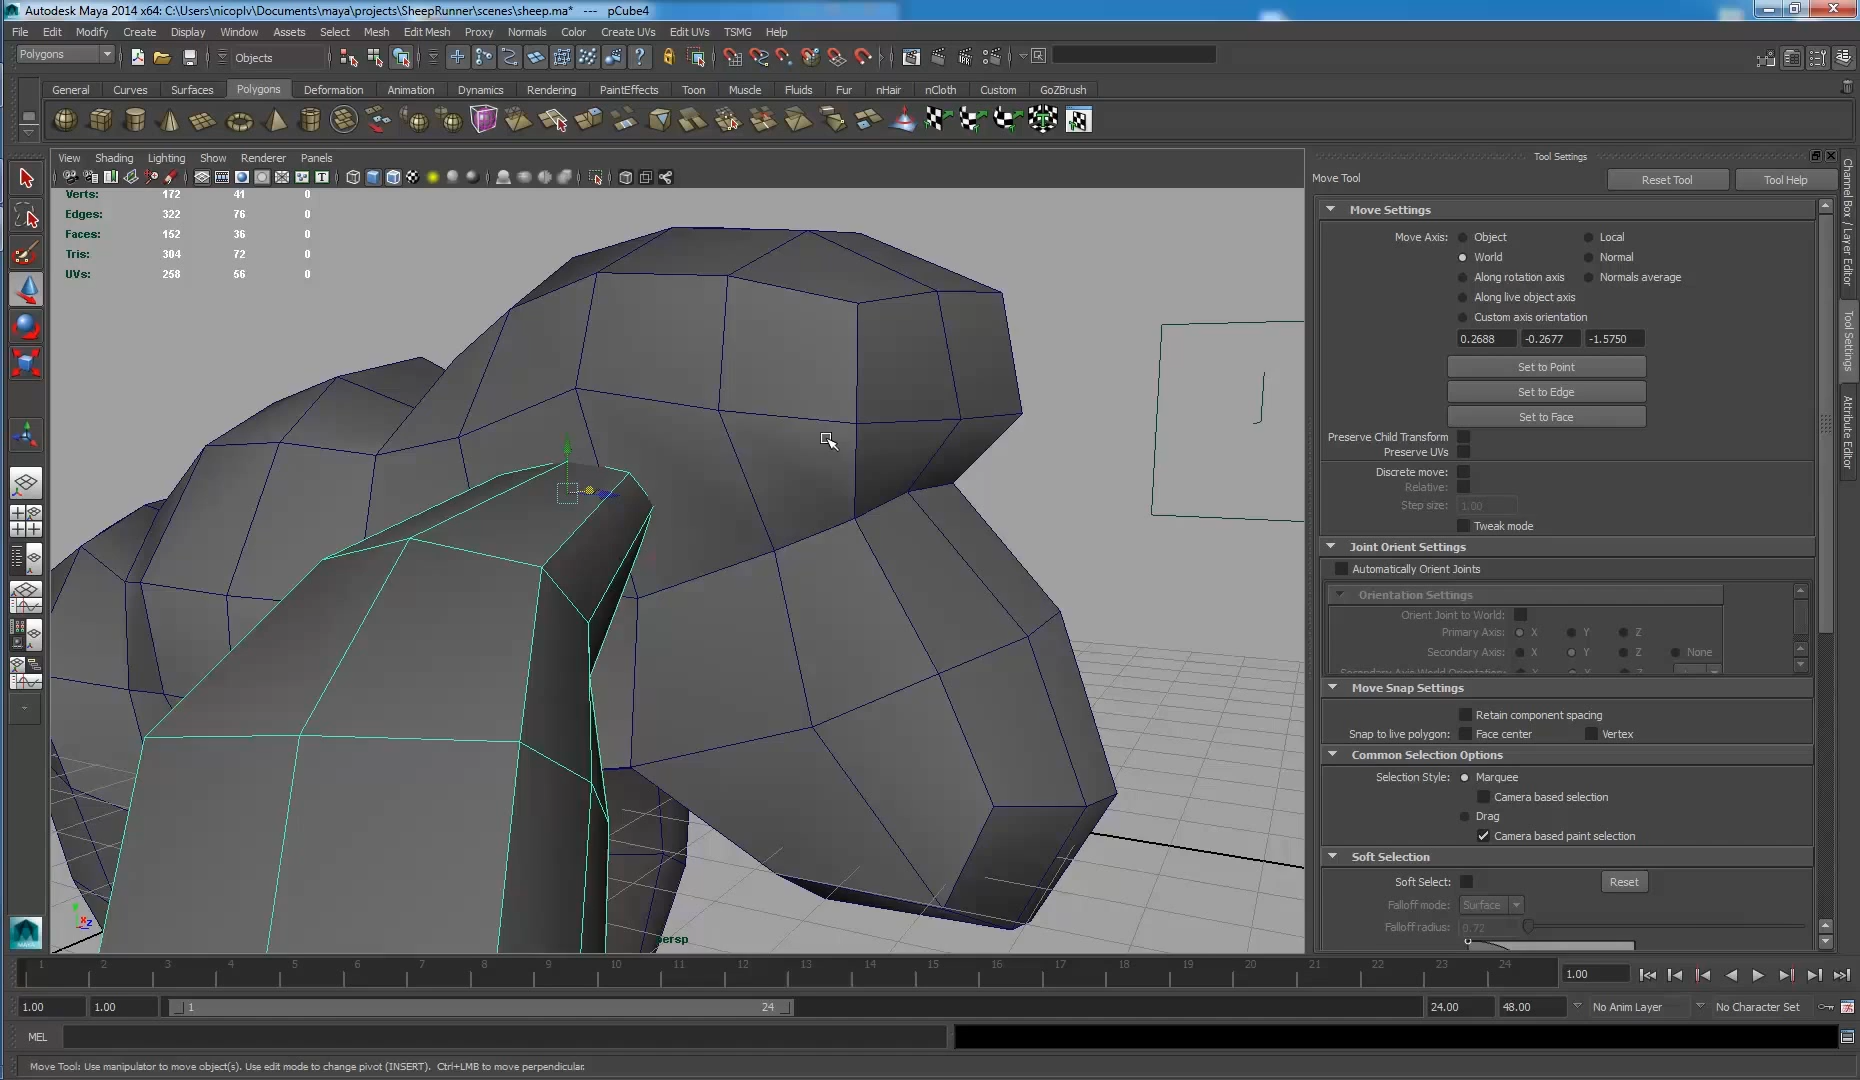 Autodesk Maya 2014 x64: C:\Users\nicoplv\Documents\maya\projects\SheepRunner\scenes\sheep.ma* --- pCube4
File Edit Modify Create Display Window Assets Select Mesh Edit Mesh Proxy Normals Color Create UVs Edit UVs TSMG Help
Polygons Objects
General Curves Surfaces Polygons Deformation Animation Dynamics Rendering PaintEffects Toon Muscle Fluids Fur nHair nCloth Custom GoZBrush
View Shading Lighting Show Renderer Panels
Verts: 172 41 0
Edges: 322 76 0
Faces: 152 36 0
Tris: 304 72 0
UVs: 258 56 0
persp
Tool Settings
Move Tool Reset Tool Tool Help
Move Settings
Move Axis: Object Local
World Normal
Along rotation axis Normals average
Along live object axis
Custom axis orientation
0.2688 -0.2677 -1.5750
Set to Point
Set to Edge
Set to Face
Preserve Child Transform
Preserve UVs
Discrete move:
Relative:
Step size: 1.00
Tweak mode
Joint Orient Settings
Automatically Orient Joints
Orientation Settings
Orient Joint to World:
Primary Axis: X Y Z
Secondary Axis: X Y Z None
Secondary Axis World Orientation:
Move Snap Settings
Retain component spacing
Snap to live polygon: Face center Vertex
Common Selection Options
Selection Style: Marquee
Camera based selection
Drag
Camera based paint selection
Soft Selection
Soft Select: Reset
Falloff mode: Surface
Falloff radius: 0.72
Channel Box / Layer Editor
Tool Settings
Attribute Editor
1 2 3 4 5 6 7 8 9 10 11 12 13 14 15 16 17 18 19 20 21 22 23 24 1.00
1.00 1.00 1 24 24.00 48.00 No Anim Layer No Character Set
MEL
Move Tool: Use manipulator to move object(s). Use edit mode to change pivot (INSERT). Ctrl+LMB to move perpendicular.